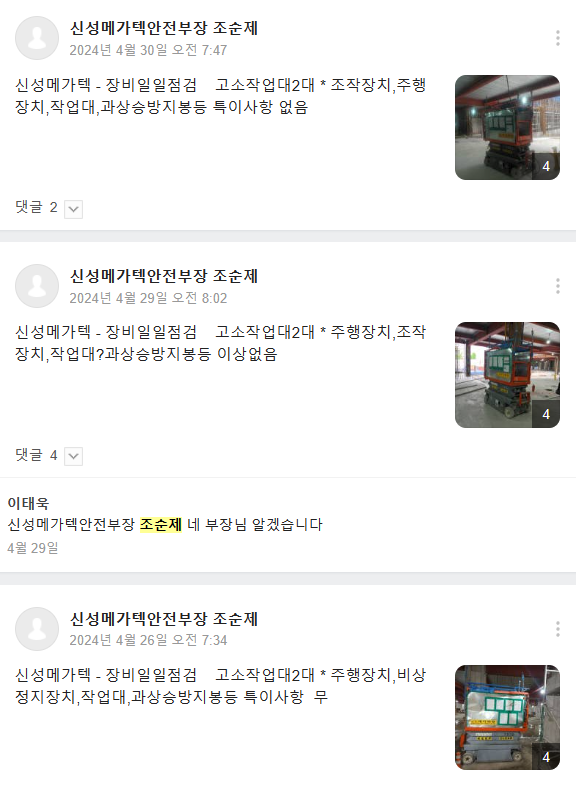 신성메가텍안전부장 조순제
2024년 4월 30일 오전 7:47
신성메가텍 - 장비일일점검 고소작업대2대 * 조작장치,주행
장치,작업대,과상승방지봉등 특이사항 없음
4
댓글 2
신성메가텍안전부장 조순제
2024년 4월 29일 오전 8:02
신성메가텍 - 장비일일점검 고소작업대2대 * 주행장치,조작
장치,작업대?과상승방지봉등 이상없음
4
댓글 4
이태욱
신성메가텍안전부장 조순제 네 부장님 알겠습니다
4월 29일
신성메가텍안전부장 조순제
2024년 4월 26일 오전 7:34
신성메가텍 - 장비일일점검 고소작업대2대 * 주행장치,비상
정지장치,작업대,과상승방지봉등 특이사항 무
4